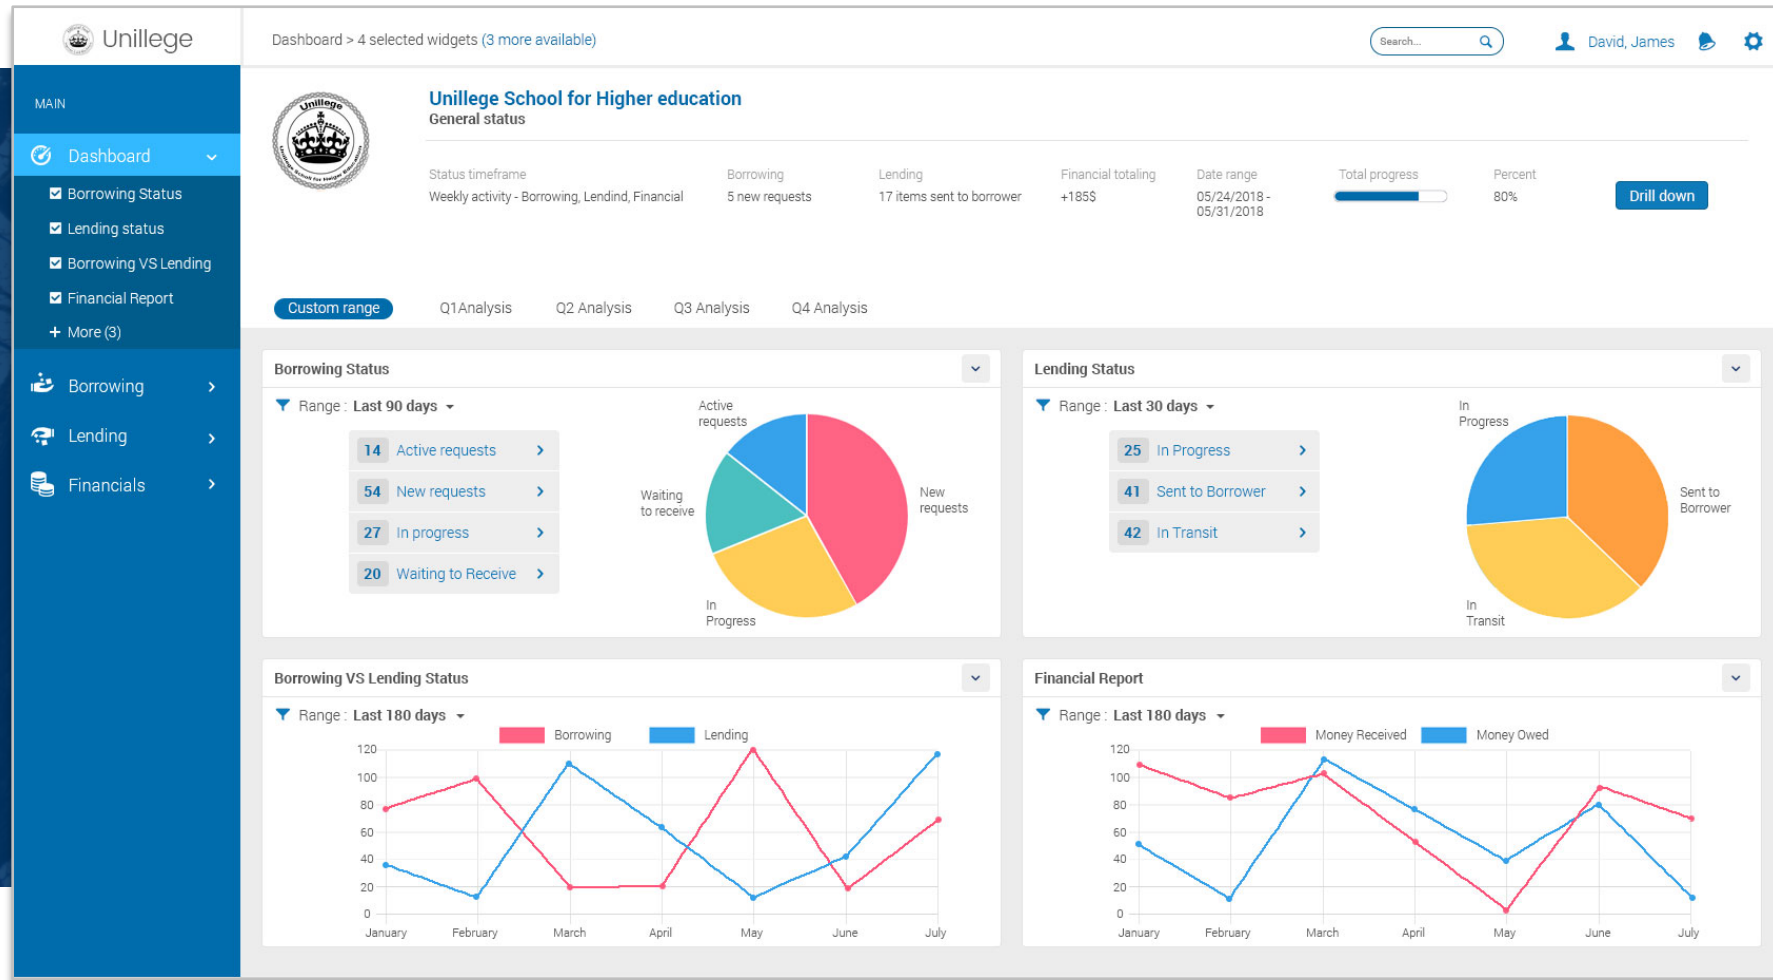 Unillege
Dashboard > 4 selected widgets (3 more available)
Search...
David, James
MAIN
Dashboard
Borrowing Status
Lending status
Borrowing VS Lending
Financial Report
+ More (3)
Borrowing
Lending
Financials
Unillege
Unillege School for Higher education
General status
Status timeframe
Weekly activity - Borrowing, Lendind, Financial
Borrowing
5 new requests
Lending
17 items sent to borrower
Financial totaling
+185$
Date range
05/24/2018 -
05/31/2018
Total progress
Percent
80%
Drill down
Custom range
Q1Analysis
Q2 Analysis
Q3 Analysis
Q4 Analysis
Borrowing Status
Range : Last 90 days
14 Active requests
54 New requests
27 In progress
20 Waiting to Receive
Active
requests
Waiting
to receive
New
requests
In
Progress
Lending Status
Range : Last 30 days
25 In Progress
41 Sent to Borrower
42 In Transit
In
Progress
Sent to
Borrower
In
Transit
Borrowing VS Lending Status
Range : Last 180 days
Borrowing
Lending
120
100
80
60
40
20
0
January February March April May June July
Financial Report
Range : Last 180 days
Money Received
Money Owed
120
100
80
60
40
20
0
January February March April May June July